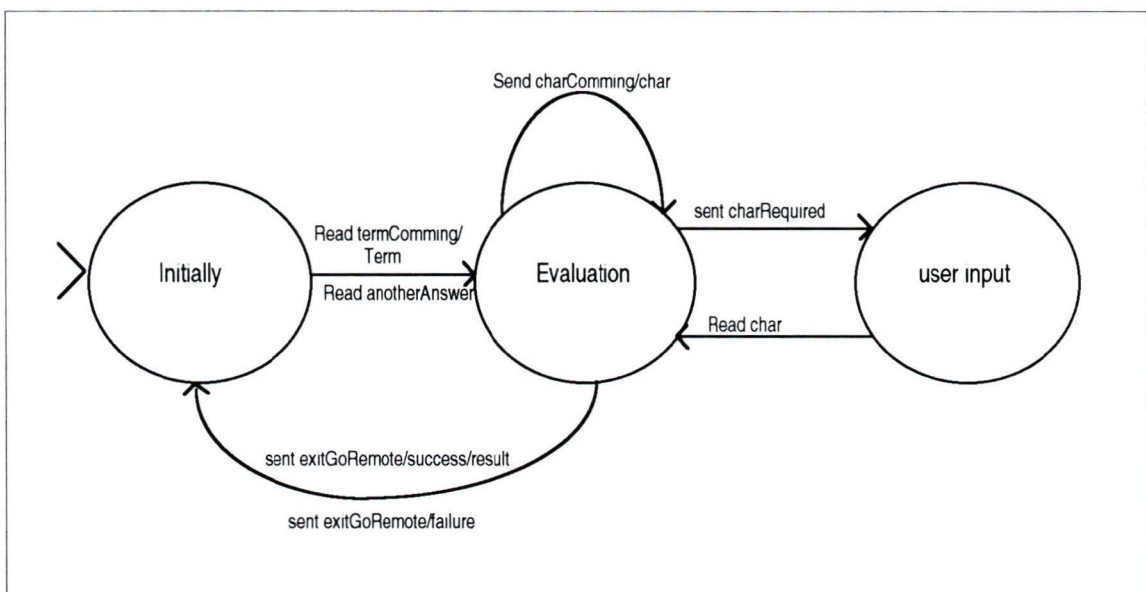 Send charComming/char
sent charRequired
Read termComming/
Term
Initially
Evaluation
user input
Read anotherAnswer
Read char
sent exitGoRemote/success/result
sent exitGoRemote/failure